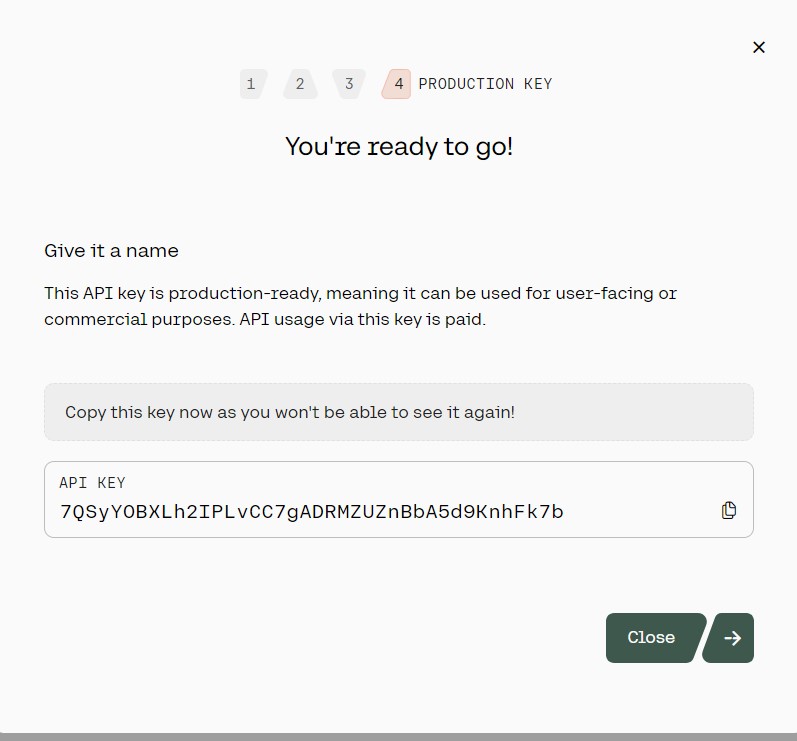 1 2 3 4 PRODUCTION KEY
You're ready to go!
Give it a name
This API key is production-ready, meaning it can be used for user-facing or
commercial purposes. API usage via this key is paid.
Copy this key now as you won't be able to see it again!
API KEY
7QSyYOBXLh2IPLvCC7gADRMZUZnBbA5d9KnhFk7b
Close